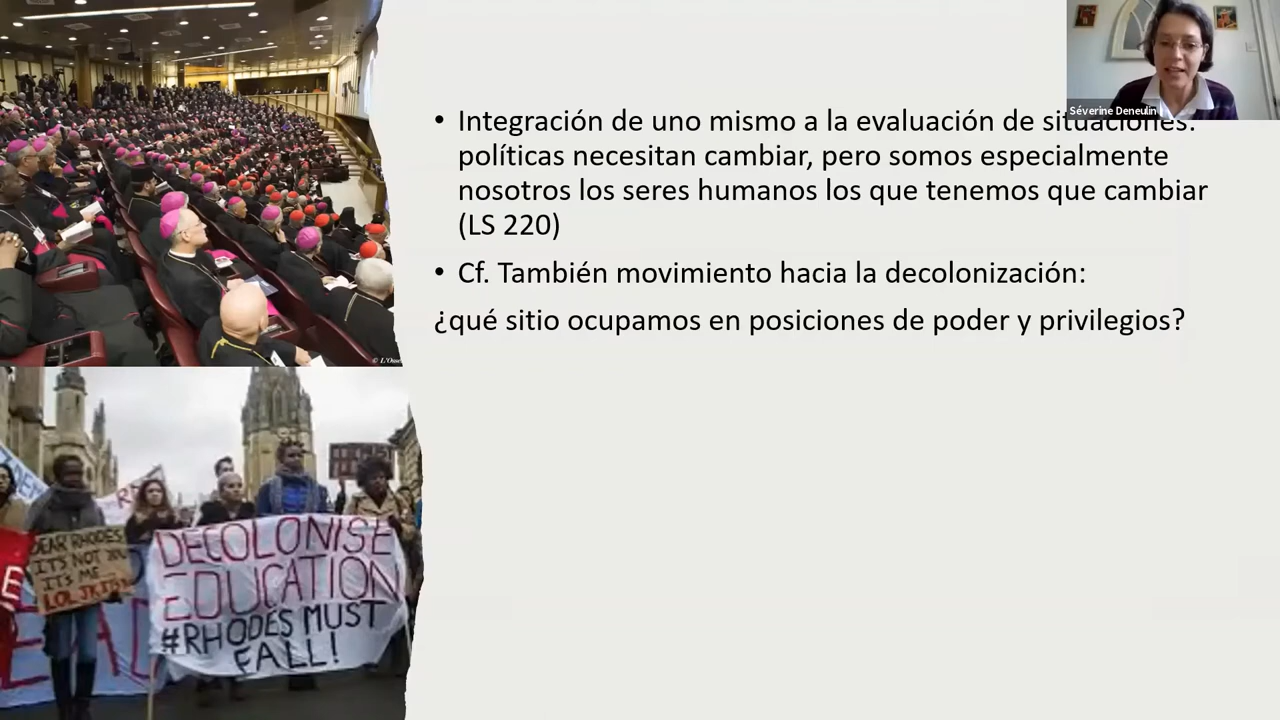 Séverine Deneulin
• Integración de uno mismo a la evaluación de situaciones:
políticas necesitan cambiar, pero somos especialmente
nosotros los seres humanos los que tenemos que cambiar
(LS 220)
• Cf. También movimiento hacia la decolonización:
¿qué sitio ocupamos en posiciones de poder y privilegios?
DEAR RHODES
ITS NOT YOU
ITS ME
DECOLONISE
EDUCATION
#RHODES MUST
FALL!